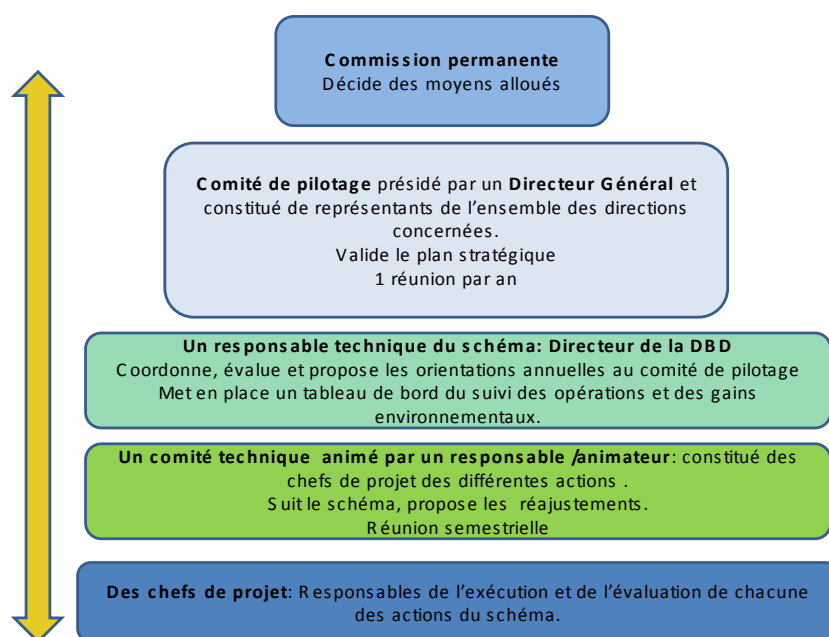 Commission permanente
Décide des moyens alloués
Comité de pilotage présidé par un Directeur Général et
constitué de représentants de l’ensemble des directions
concernées.
Valide le plan stratégique
1 réunion par an
Un responsable technique du schéma: Directeur de la DBD
Coordonne, évalue et propose les orientations annuelles au comité de pilotage
Met en place un tableau de bord du suivi des opérations et des gains
environnementaux.
Un comité technique animé par un responsable /animateur: constitué des
chefs de projet des différentes actions .
Suit le schéma, propose les réajustements.
Réunion semestrielle
Des chefs de projet: Responsables de l’exécution et de l’évaluation de chacune
des actions du schéma.